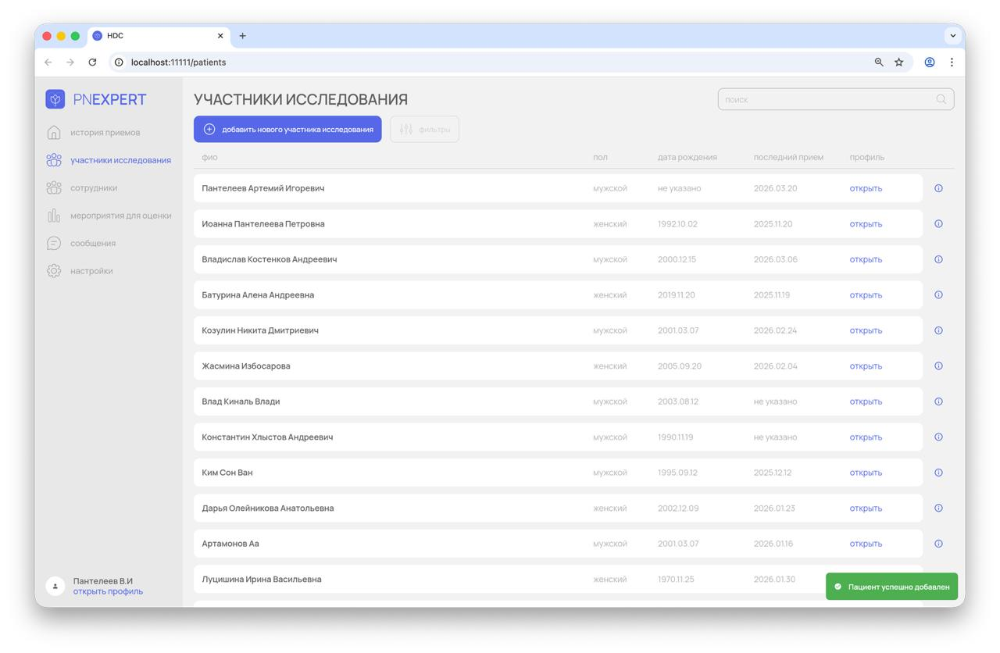 HDC
localhost:11111/patients
PNEXPERT
история приемов
участники исследования
сотрудники
мероприятия для оценки
сообщения
настройки
Пантелеев В.И
открыть профиль
УЧАСТНИКИ ИССЛЕДОВАНИЯ
поиск
добавить нового участника исследования
фильтры
фио пол дата рождения последний прием профиль
Пантелеев Артемий Игоревич мужской не указано 2026.03.20 открыть
Иоанна Пантелеева Петровна женский 1992.10.02 2025.11.20 открыть
Владислав Костенков Андреевич мужской 2000.12.15 2026.03.06 открыть
Батурина Алена Андреевна женский 2019.11.20 2025.11.19 открыть
Козулин Никита Дмитриевич мужской 2001.03.07 2026.02.24 открыть
Жасмина Избосарова женский 2005.09.20 2026.02.04 открыть
Влад Киналь Влади мужской 2003.08.12 не указано открыть
Константин Хлыстов Андреевич мужской 1990.11.19 не указано открыть
Ким Сон Ван мужской 1995.09.12 2025.12.12 открыть
Дарья Олейникова Анатольевна женский 2002.12.09 2026.01.23 открыть
Артамонов Аа мужской 2001.03.07 2026.01.16 открыть
Луцишина Ирина Васильевна женский 1970.11.25 2026.01.30
Пациент успешно добавлен